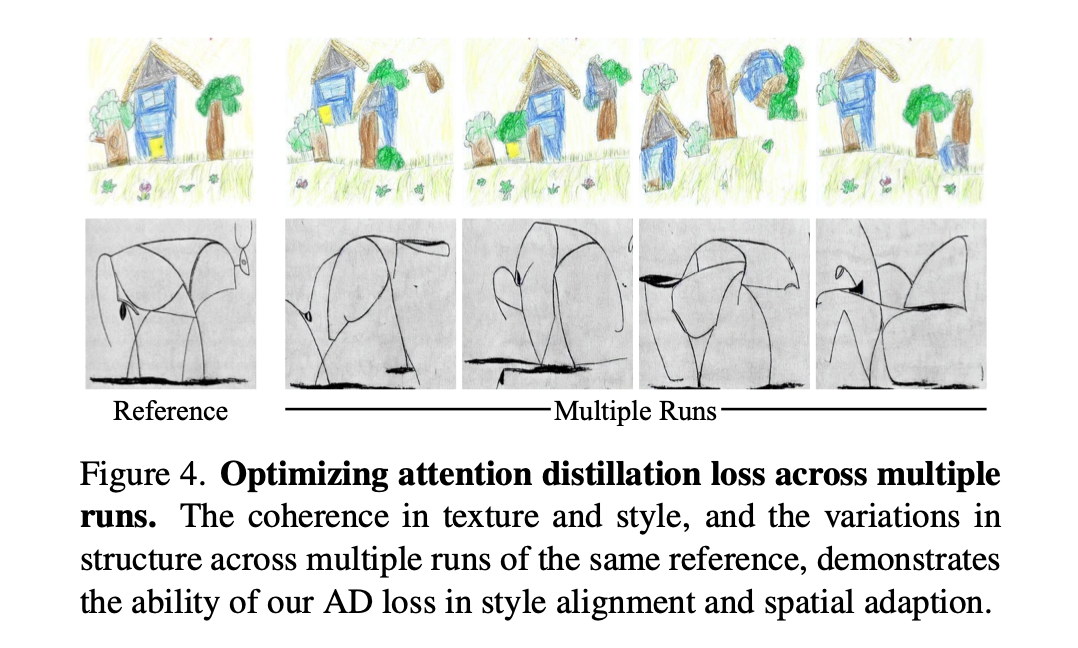 Reference
Multiple Runs
Figure 4. Optimizing attention distillation loss across multiple
runs. The coherence in texture and style, and the variations in
structure across multiple runs of the same reference, demonstrates
the ability of our AD loss in style alignment and spatial adaption.